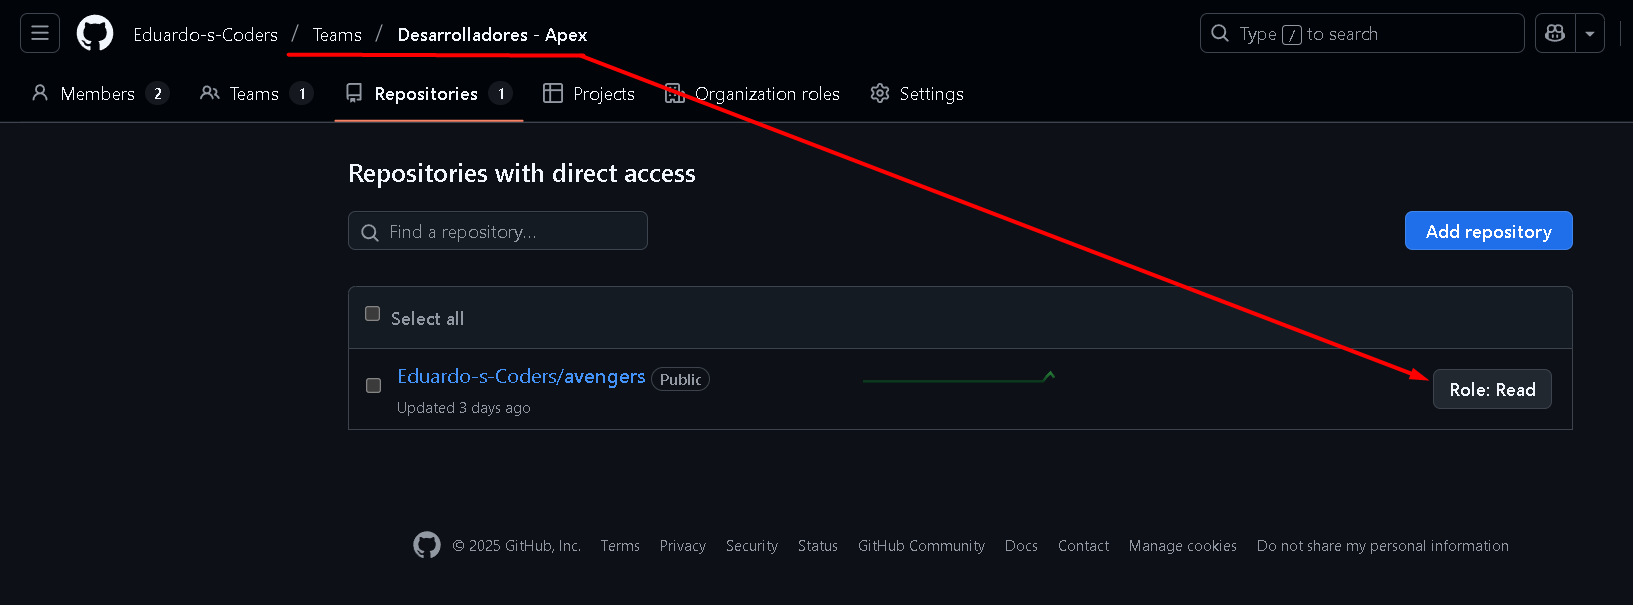 Eduardo-s-Coders / Teams / Desarrolladores - Apex
Type / to search
Members 2 Teams 1 Repositories 1 Projects Organization roles Settings
Repositories with direct access
Find a repository...
Add repository
Select all
Eduardo-s-Coders/avengers Public
Updated 3 days ago
Role: Read
© 2025 GitHub, Inc. Terms Privacy Security Status GitHub Community Docs Contact Manage cookies Do not share my personal information